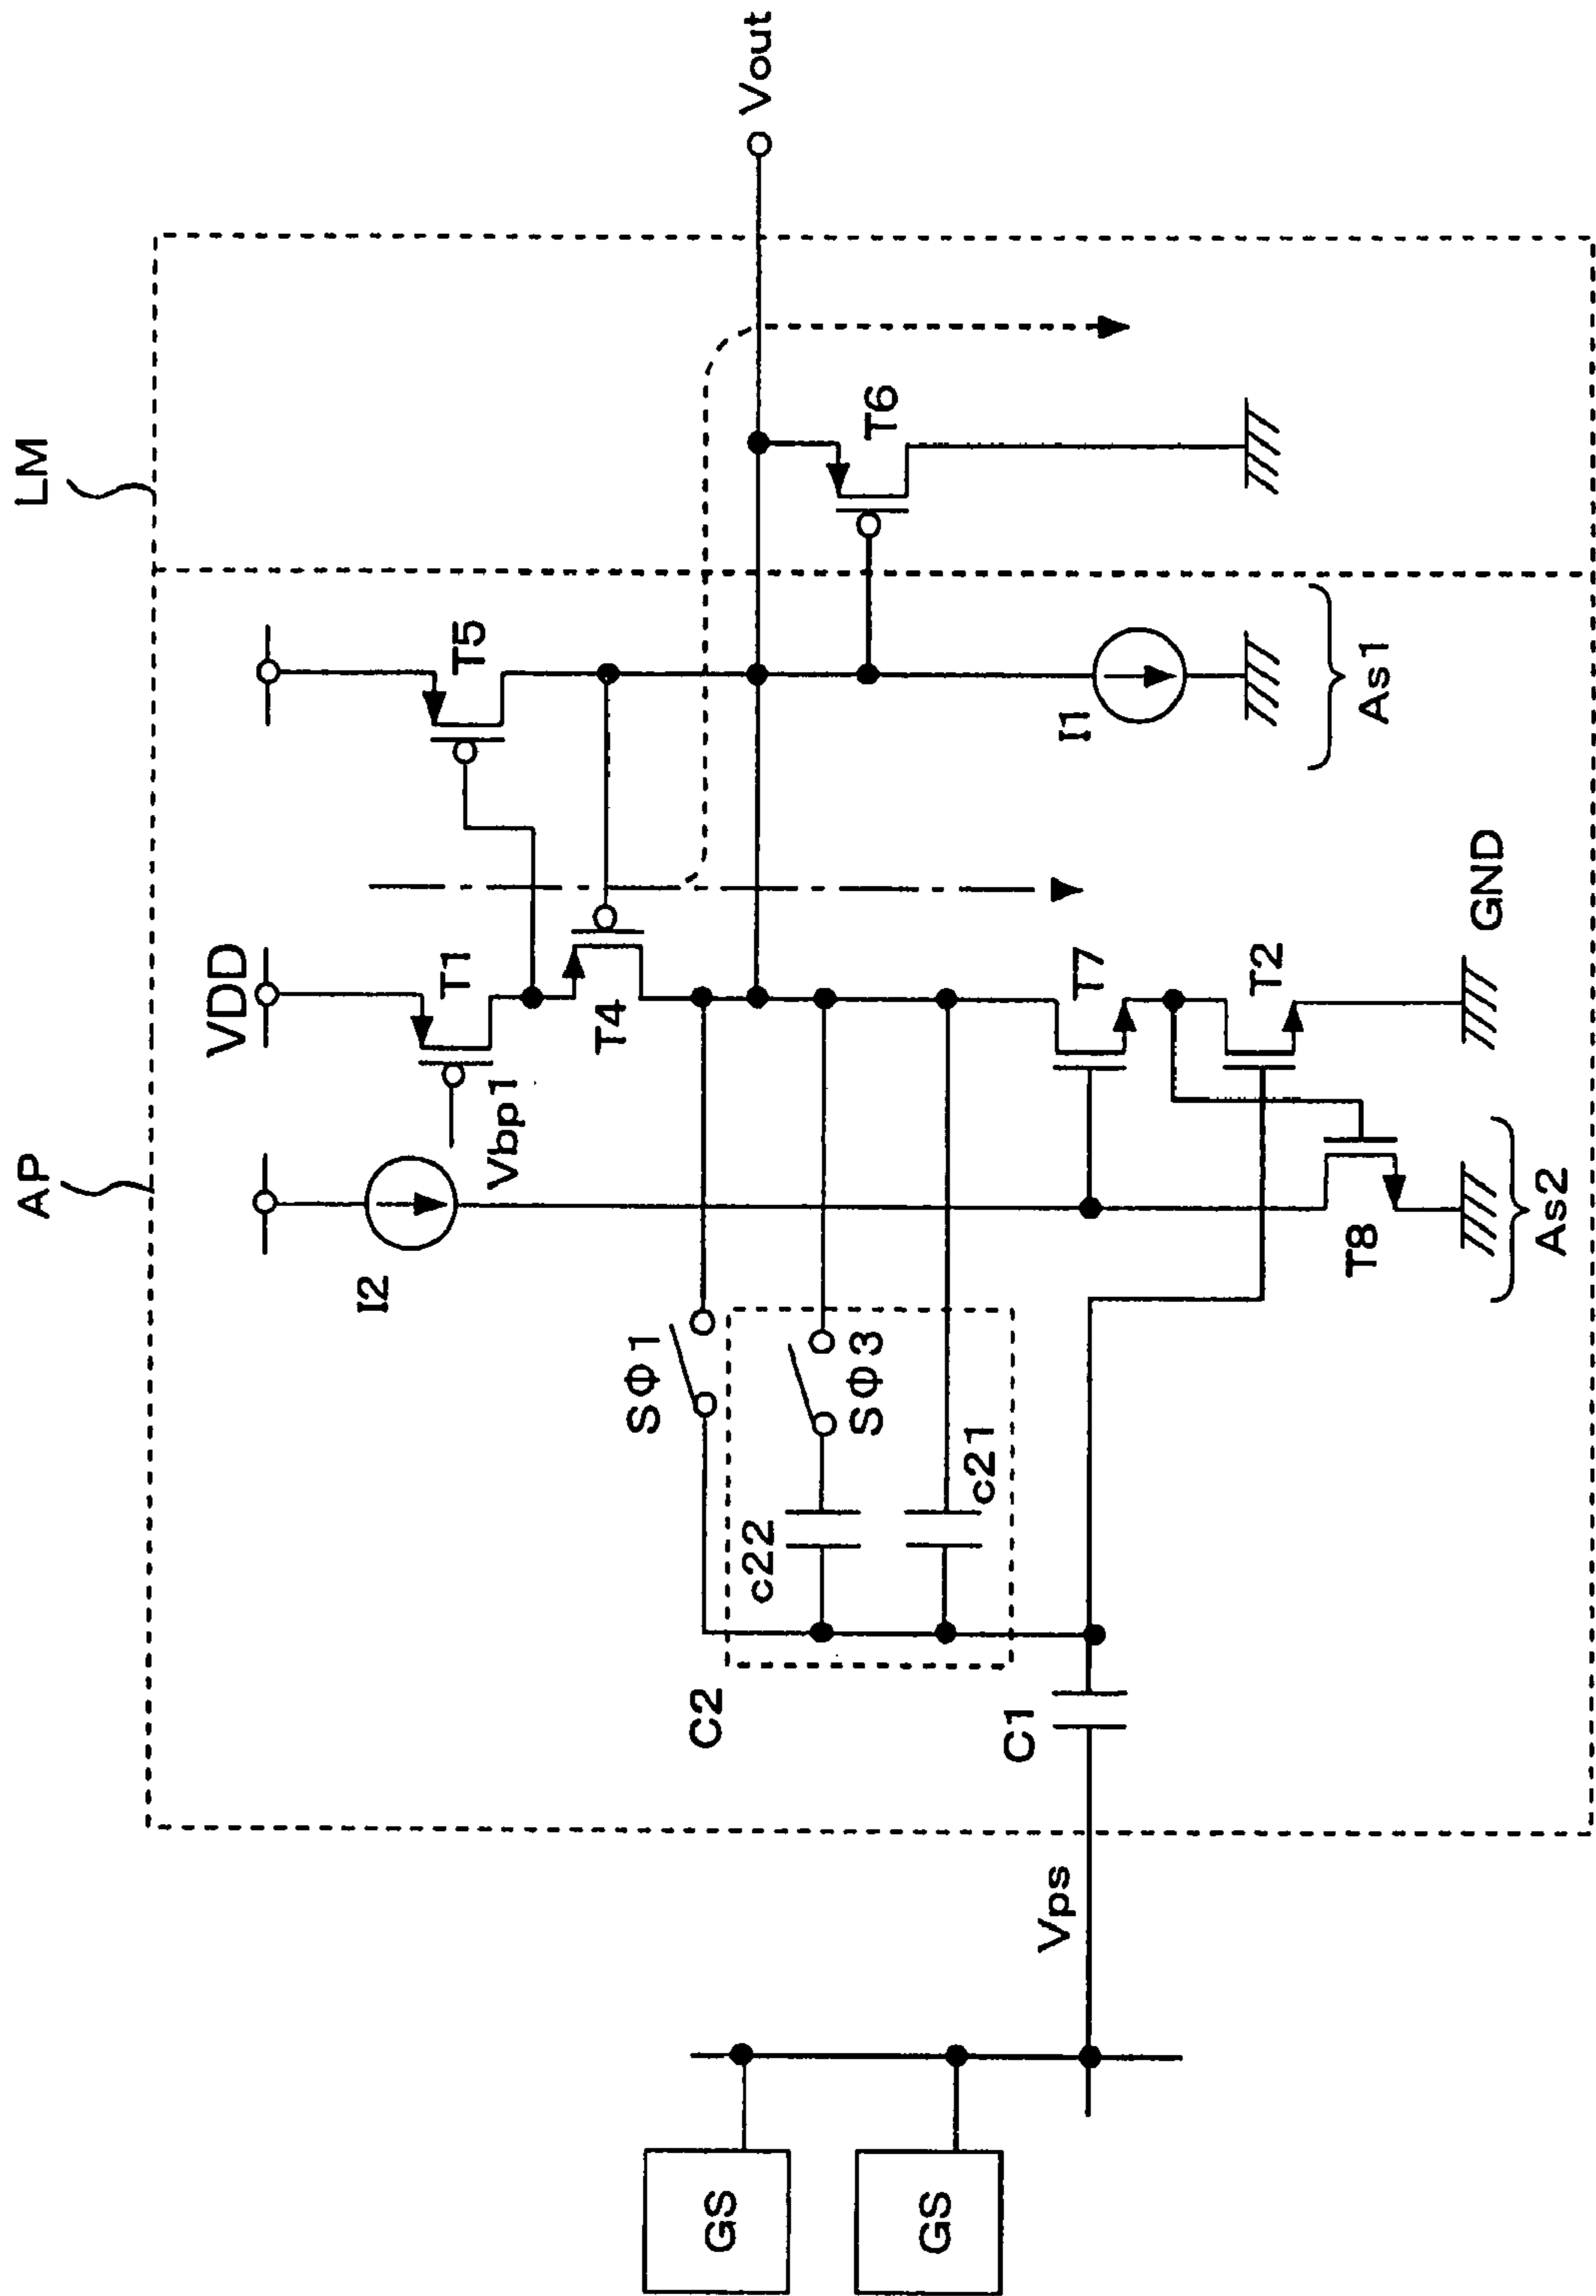 LM
AP
VDD
T5
T1
Vbp1
I2
T4
Vout
SΦ1
T6
SΦ3
c22
c21
C2
I1
T7
C1
T2
Vps
T8
As1
GND
As2
GS
GS